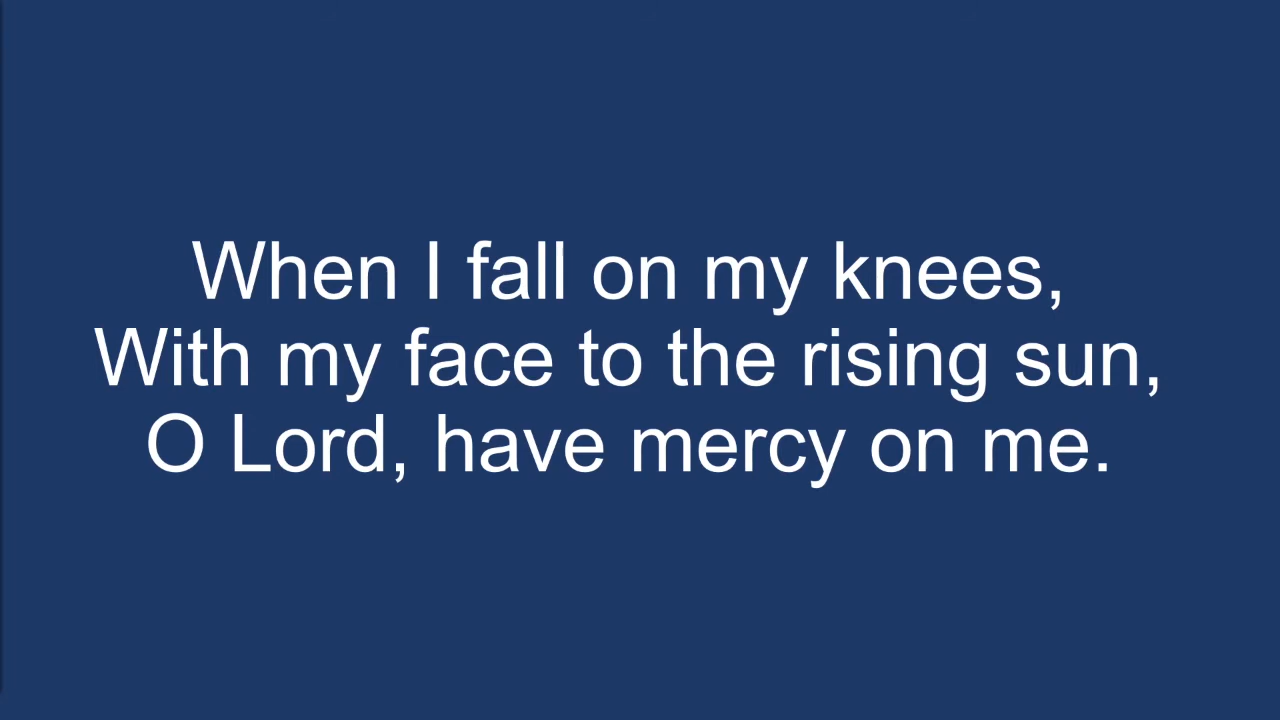 When I fall on my knees,
With my face to the rising sun,
O Lord, have mercy on me.